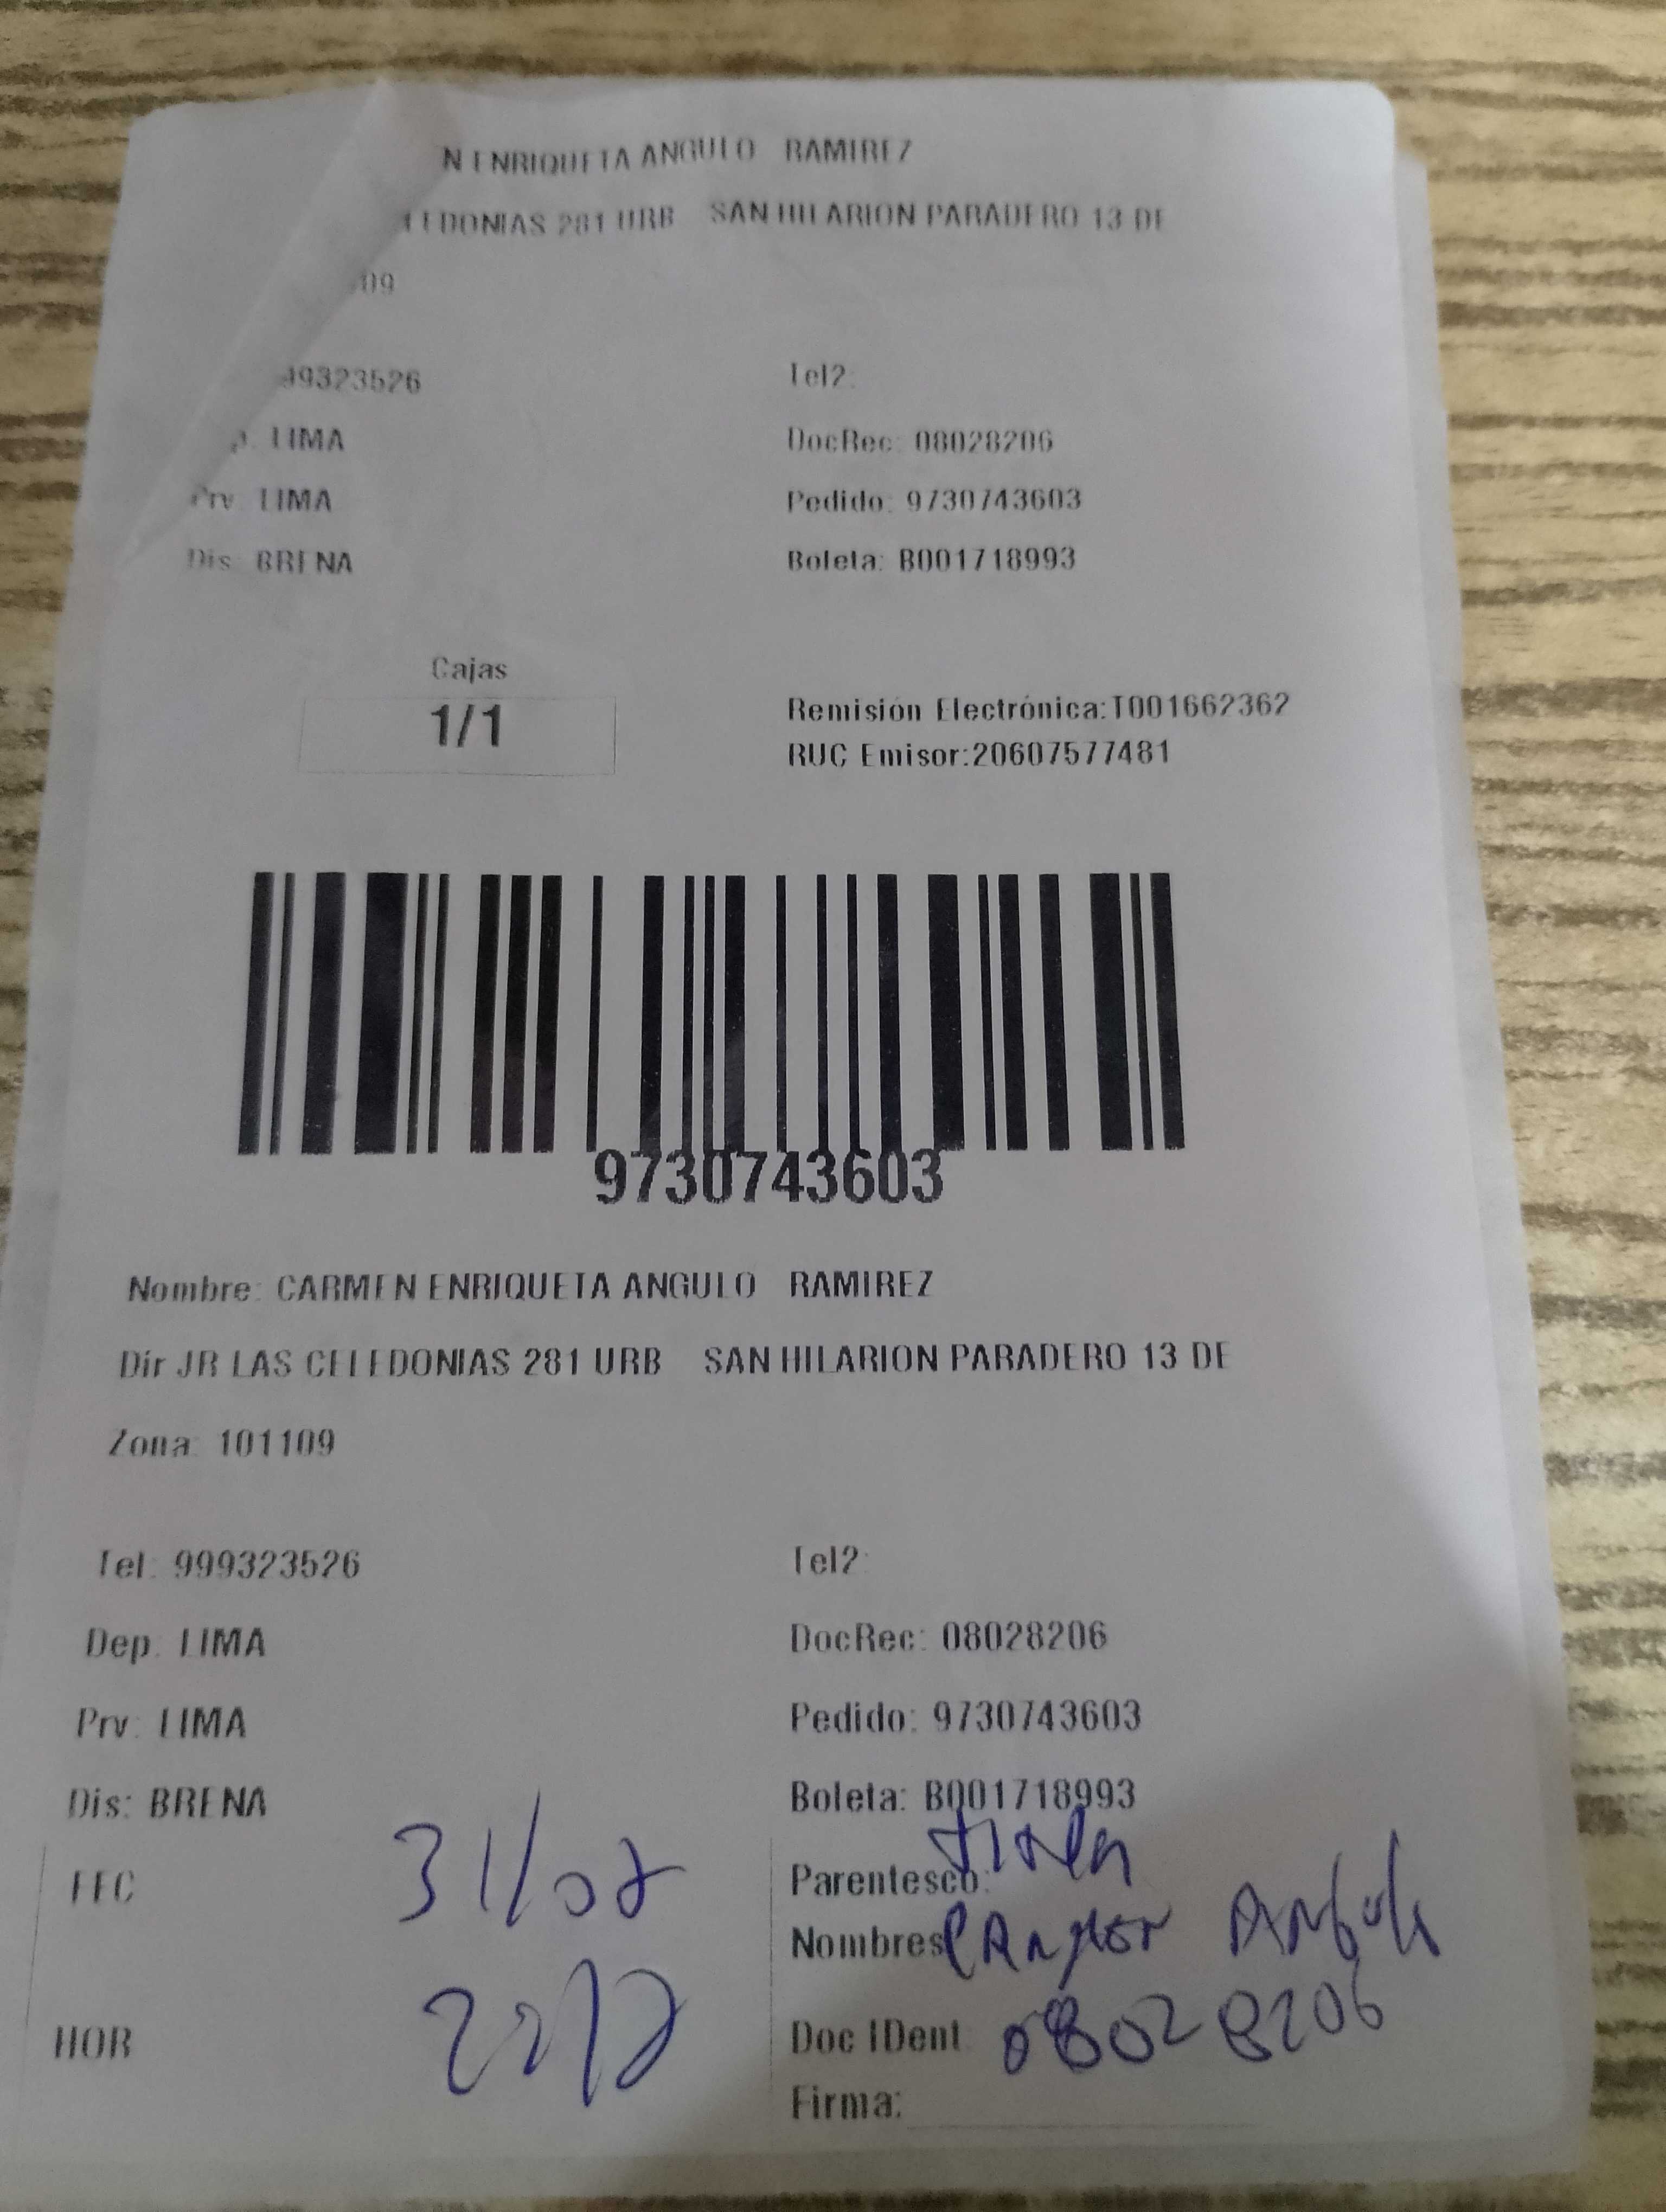 N ENRIQUETA ANGULO RAMIREZ
EDONIAS 281 URB SAN HILARION PARADERO 13 DE
09
99323526 Tel2:
p. LIMA DocRec: 08028206
Prv: LIMA Pedido: 9730743603
Dis: BRENA Boleta: B001718993
Cajas
1/1
Remisión Electrónica:T001662362
RUC Emisor:20607577481
9730743603
Nombre: CARMEN ENRIQUETA ANGULO RAMIREZ
Dir JR LAS CELEDONIAS 281 URB SAN HILARION PARADERO 13 DE
Zona: 101109
Tel: 999323526 Tel2:
Dep: LIMA DocRec: 08028206
Prv: LIMA Pedido: 9730743603
Dis: BRENA Boleta: B001718993
FEC 31/07 Parentesco:
Nombres Angulo
HOR Doc IDent: 08028206
Firma: